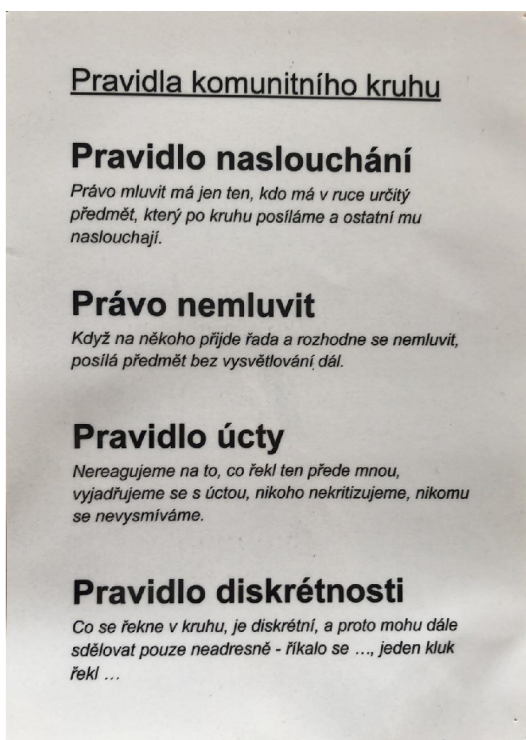 Pravidla komunitního kruhu
Pravidlo naslouchání
Právo mluvit má jen ten, kdo má v ruce určitý
předmět, který po kruhu posíláme a ostatní mu
naslouchají.
Právo nemluvit
Když na někoho přijde řada a rozhodne se nemluvit,
posílá předmět bez vysvětlování dál.
Pravidlo úcty
Nereagujeme na to, co řekl ten přede mnou,
vyjadřujeme se s úctou, nikoho nekritizujeme, nikomu
se nevysmíváme.
Pravidlo diskrétnosti
Co se řekne v kruhu, je diskrétní, a proto mohu dále
sdělovat pouze neadresně - říkalo se ..., jeden kluk
řekl ...